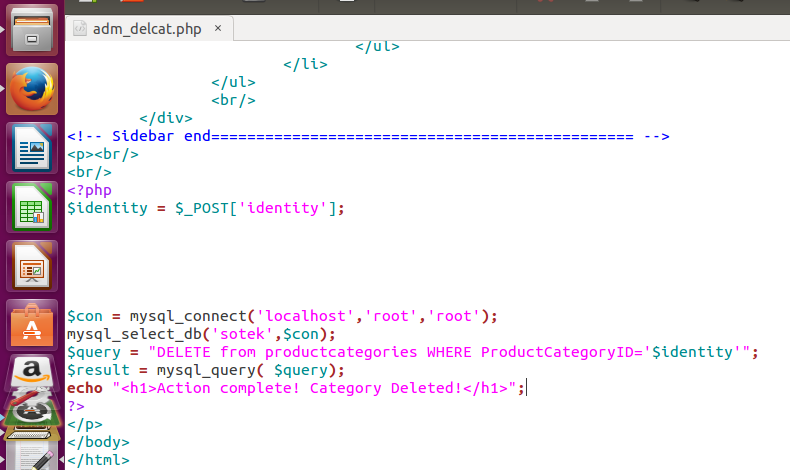 adm_delcat.php ×
</ul>
</li>
</ul>
<br/>
</div>
<!-- Sidebar end=============================================== -->
<p><br/>
<br/>
<?php
$identity = $_POST['identity'];
$con = mysql_connect('localhost','root','root');
mysql_select_db('sotek',$con);
$query = "DELETE from productcategories WHERE ProductCategoryID='$identity'";
$result = mysql_query( $query);
echo "<h1>Action complete! Category Deleted!</h1>";
?>
</p>
</body>
</html>